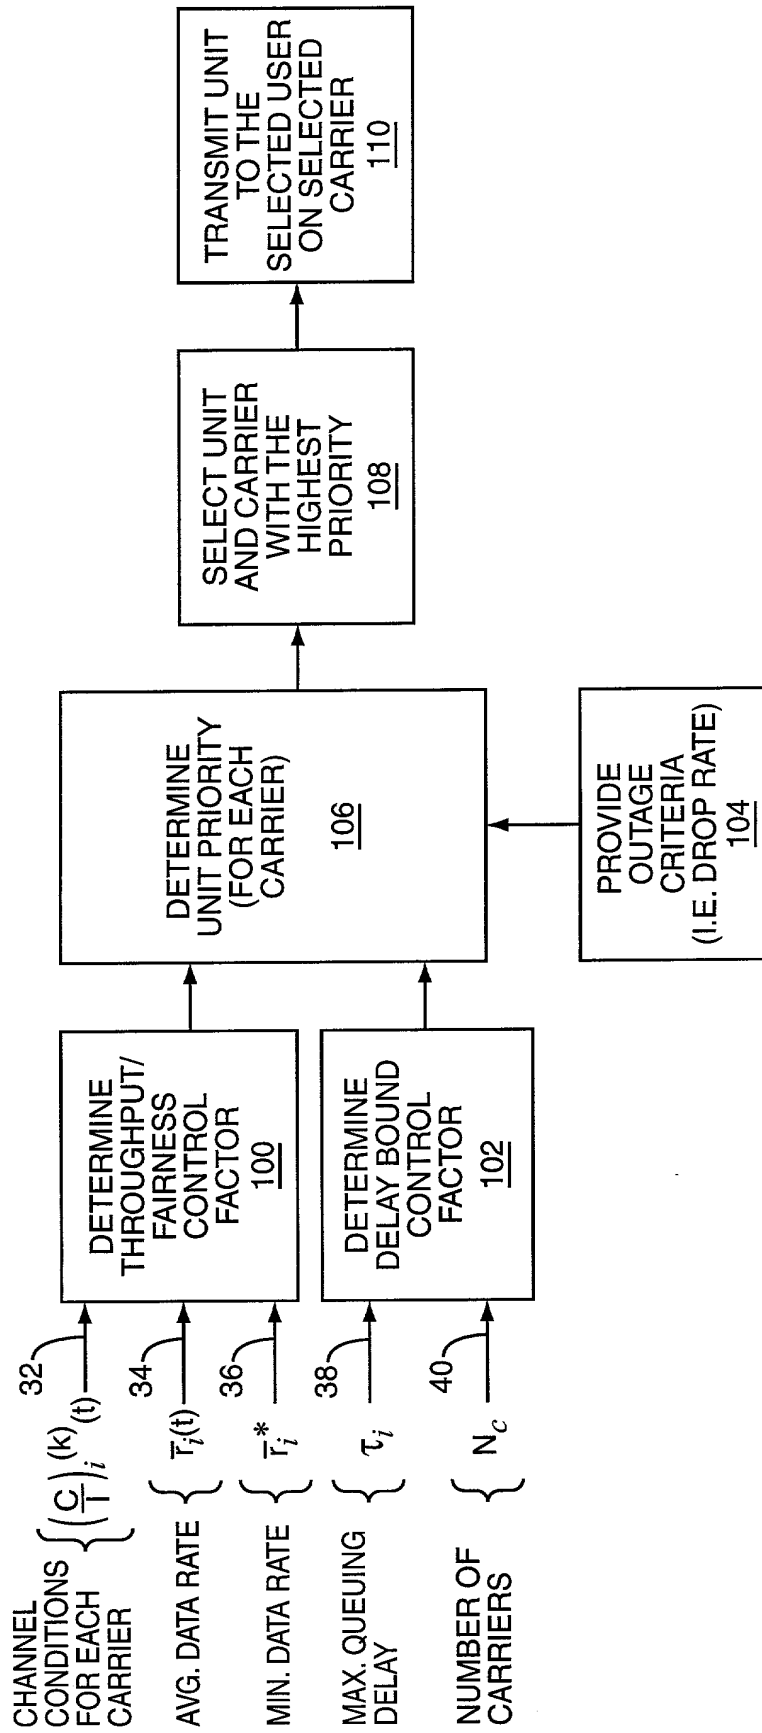 CHANNEL
CONDITIONS
FOR EACH
CARRIER
{(C/I)i(k)(t)
32
AVG. DATA RATE { r̄i(t)
34
MIN. DATA RATE { r̄i*
36
MAX. QUEUING
DELAY
{ τi
38
NUMBER OF
CARRIERS
{ Nc
40
DETERMINE
THROUGHPUT/
FAIRNESS
CONTROL
FACTOR
100
DETERMINE
DELAY BOUND
CONTROL
FACTOR
102
DETERMINE
UNIT PRIORITY
(FOR EACH
CARRIER)
106
PROVIDE
OUTAGE
CRITERIA
(I.E. DROP RATE)
104
SELECT UNIT
AND CARRIER
WITH THE
HIGHEST
PRIORITY
108
TRANSMIT UNIT
TO THE
SELECTED USER
ON SELECTED
CARRIER
110